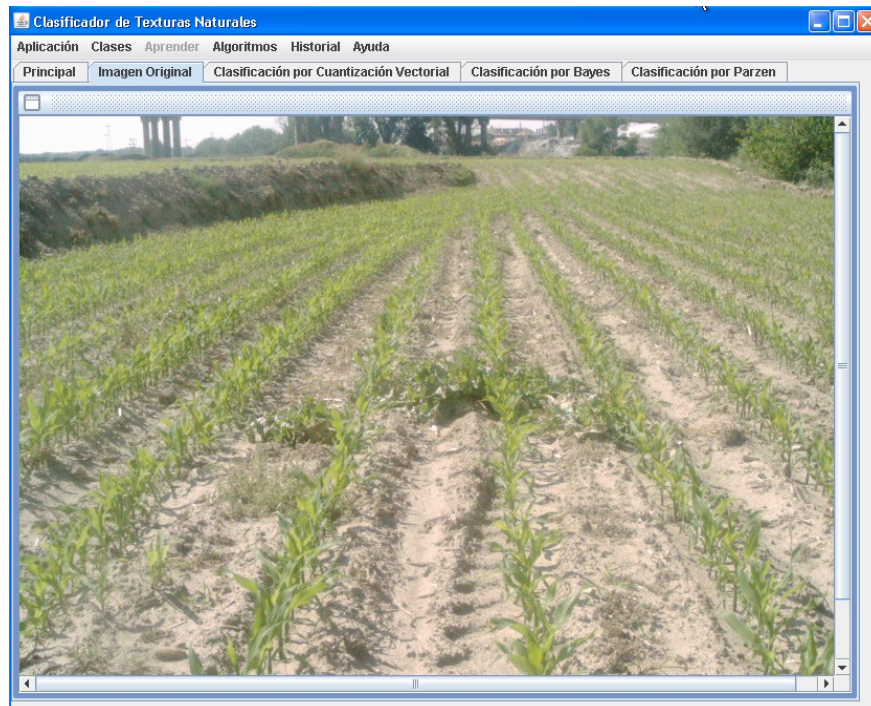 Clasificador de Texturas Naturales
Aplicación Clases Aprender Algoritmos Historial Ayuda
Principal Imagen Original Clasificación por Cuantización Vectorial Clasificación por Bayes Clasificación por Parzen